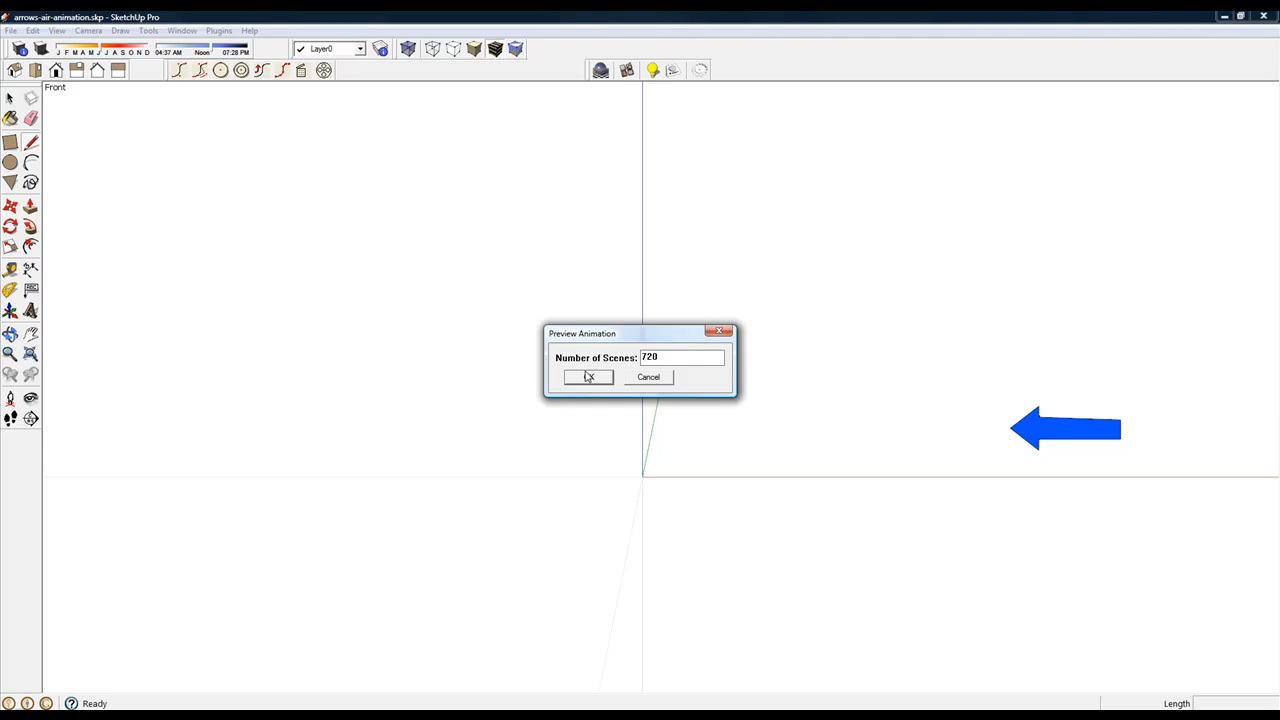 arrows-air-animation.skp - SketchUp Pro
File Edit View Camera Draw Tools Window Plugins Help
J F M A M J J A S O N D 04:37 AM Noon 07:28 PM Layer0
Front
Preview Animation
Number of Scenes: 720
Cancel
ABC
Ready Length